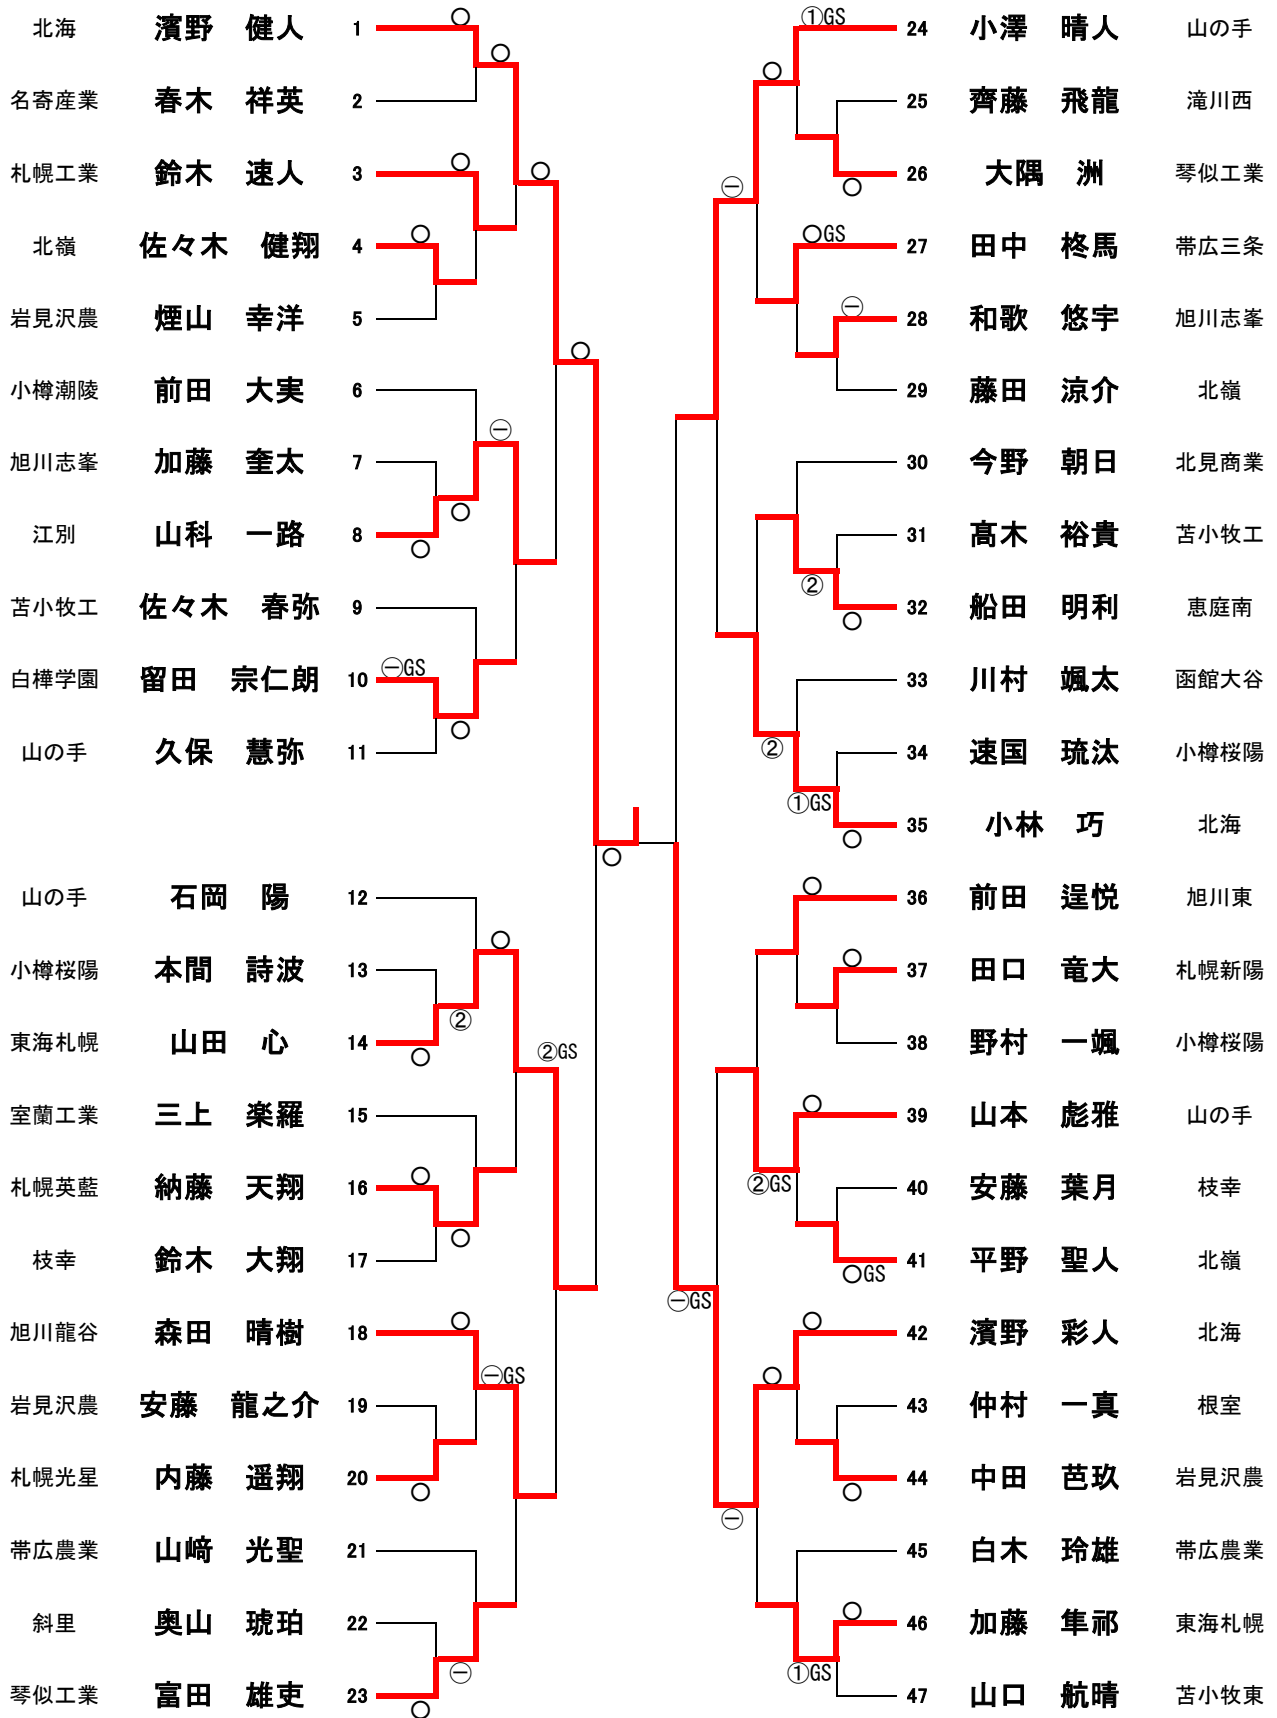 北海 濱野 健人 1
名寄産業 春木 祥英 2
札幌工業 鈴木 速人 3
北嶺 佐々木 健翔 4
岩見沢農 煙山 幸洋 5
小樽潮陵 前田 大実 6
旭川志峯 加藤 奎太 7
江別 山科 一路 8
苫小牧工 佐々木 春弥 9
白樺学園 留田 宗仁朗 10 ㊀GS
山の手 久保 慧弥 11
山の手 石岡 陽 12
小樽桜陽 本間 詩波 13
東海札幌 山田 心 14
②
②GS
室蘭工業 三上 楽羅 15
札幌英藍 納藤 天翔 16
枝幸 鈴木 大翔 17
旭川龍谷 森田 晴樹 18
㊀GS
岩見沢農 安藤 龍之介 19
札幌光星 内藤 遥翔 20
帯広農業 山﨑 光聖 21
斜里 奥山 琥珀 22
㊀
琴似工業 富田 雄吏 23
①GS
24 小澤 晴人 山の手
25 齊藤 飛龍 滝川西
26 大隅 洲 琴似工業
㊀
○GS
27 田中 柊馬 帯広三条
㊀
28 和歌 悠宇 旭川志峯
29 藤田 涼介 北嶺
30 今野 朝日 北見商業
31 髙木 裕貴 苫小牧工
②
32 船田 明利 恵庭南
33 川村 颯太 函館大谷
②
34 速国 琉汰 小樽桜陽
①GS
35 小林 巧 北海
36 前田 逞悦 旭川東
37 田口 竜大 札幌新陽
38 野村 一颯 小樽桜陽
39 山本 彪雅 山の手
②GS
40 安藤 葉月 枝幸
41 平野 聖人 北嶺
○GS
㊀GS
42 濱野 彩人 北海
43 仲村 一真 根室
44 中田 芭玖 岩見沢農
㊀
45 白木 玲雄 帯広農業
46 加藤 隼祁 東海札幌
①GS
47 山口 航晴 苫小牧東